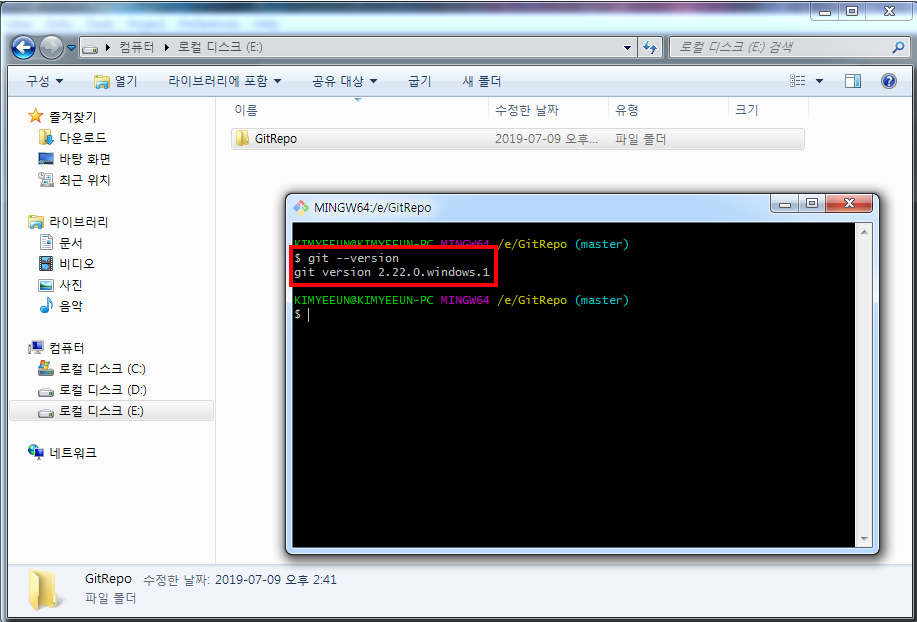 컴퓨터 로컬 디스크 (E:) 로컬 디스크 (E:) 검색
구성 열기 라이브러리에 포함 공유 대상 굽기 새 폴더
이름 수정한 날짜 유형 크기
GitRepo 2019-07-09 오후... 파일 폴더
즐겨찾기
다운로드
바탕 화면
최근 위치
라이브러리
문서
비디오
사진
음악
컴퓨터
로컬 디스크 (C:)
로컬 디스크 (D:)
로컬 디스크 (E:)
네트워크
MINGW64:/e/GitRepo
KIMYEEUN@KIMYEEUN-PC MINGW64 /e/GitRepo (master)
$ git --version
git version 2.22.0.windows.1
KIMYEEUN@KIMYEEUN-PC MINGW64 /e/GitRepo (master)
$
GitRepo 수정한 날짜: 2019-07-09 오후 2:41
파일 폴더